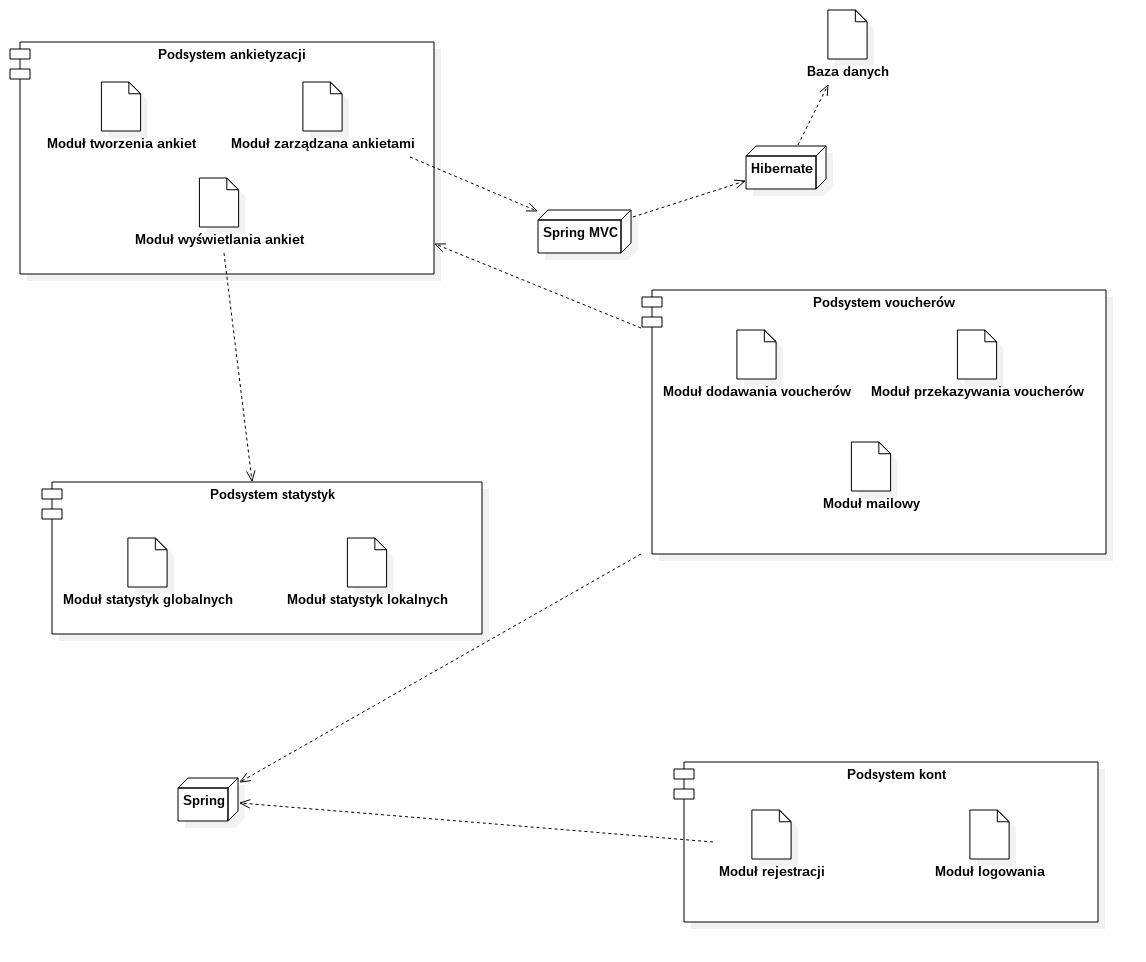 Baza danych
Podsystem ankietyzacji
Moduł tworzenia ankiet
Moduł zarządzana ankietami
Moduł wyświetlania ankiet
Hibernate
Spring MVC
Podsystem voucherów
Moduł dodawania voucherów
Moduł przekazywania voucherów
Moduł mailowy
Podsystem statystyk
Moduł statystyk globalnych
Moduł statystyk lokalnych
Spring
Podsystem kont
Moduł rejestracji
Moduł logowania